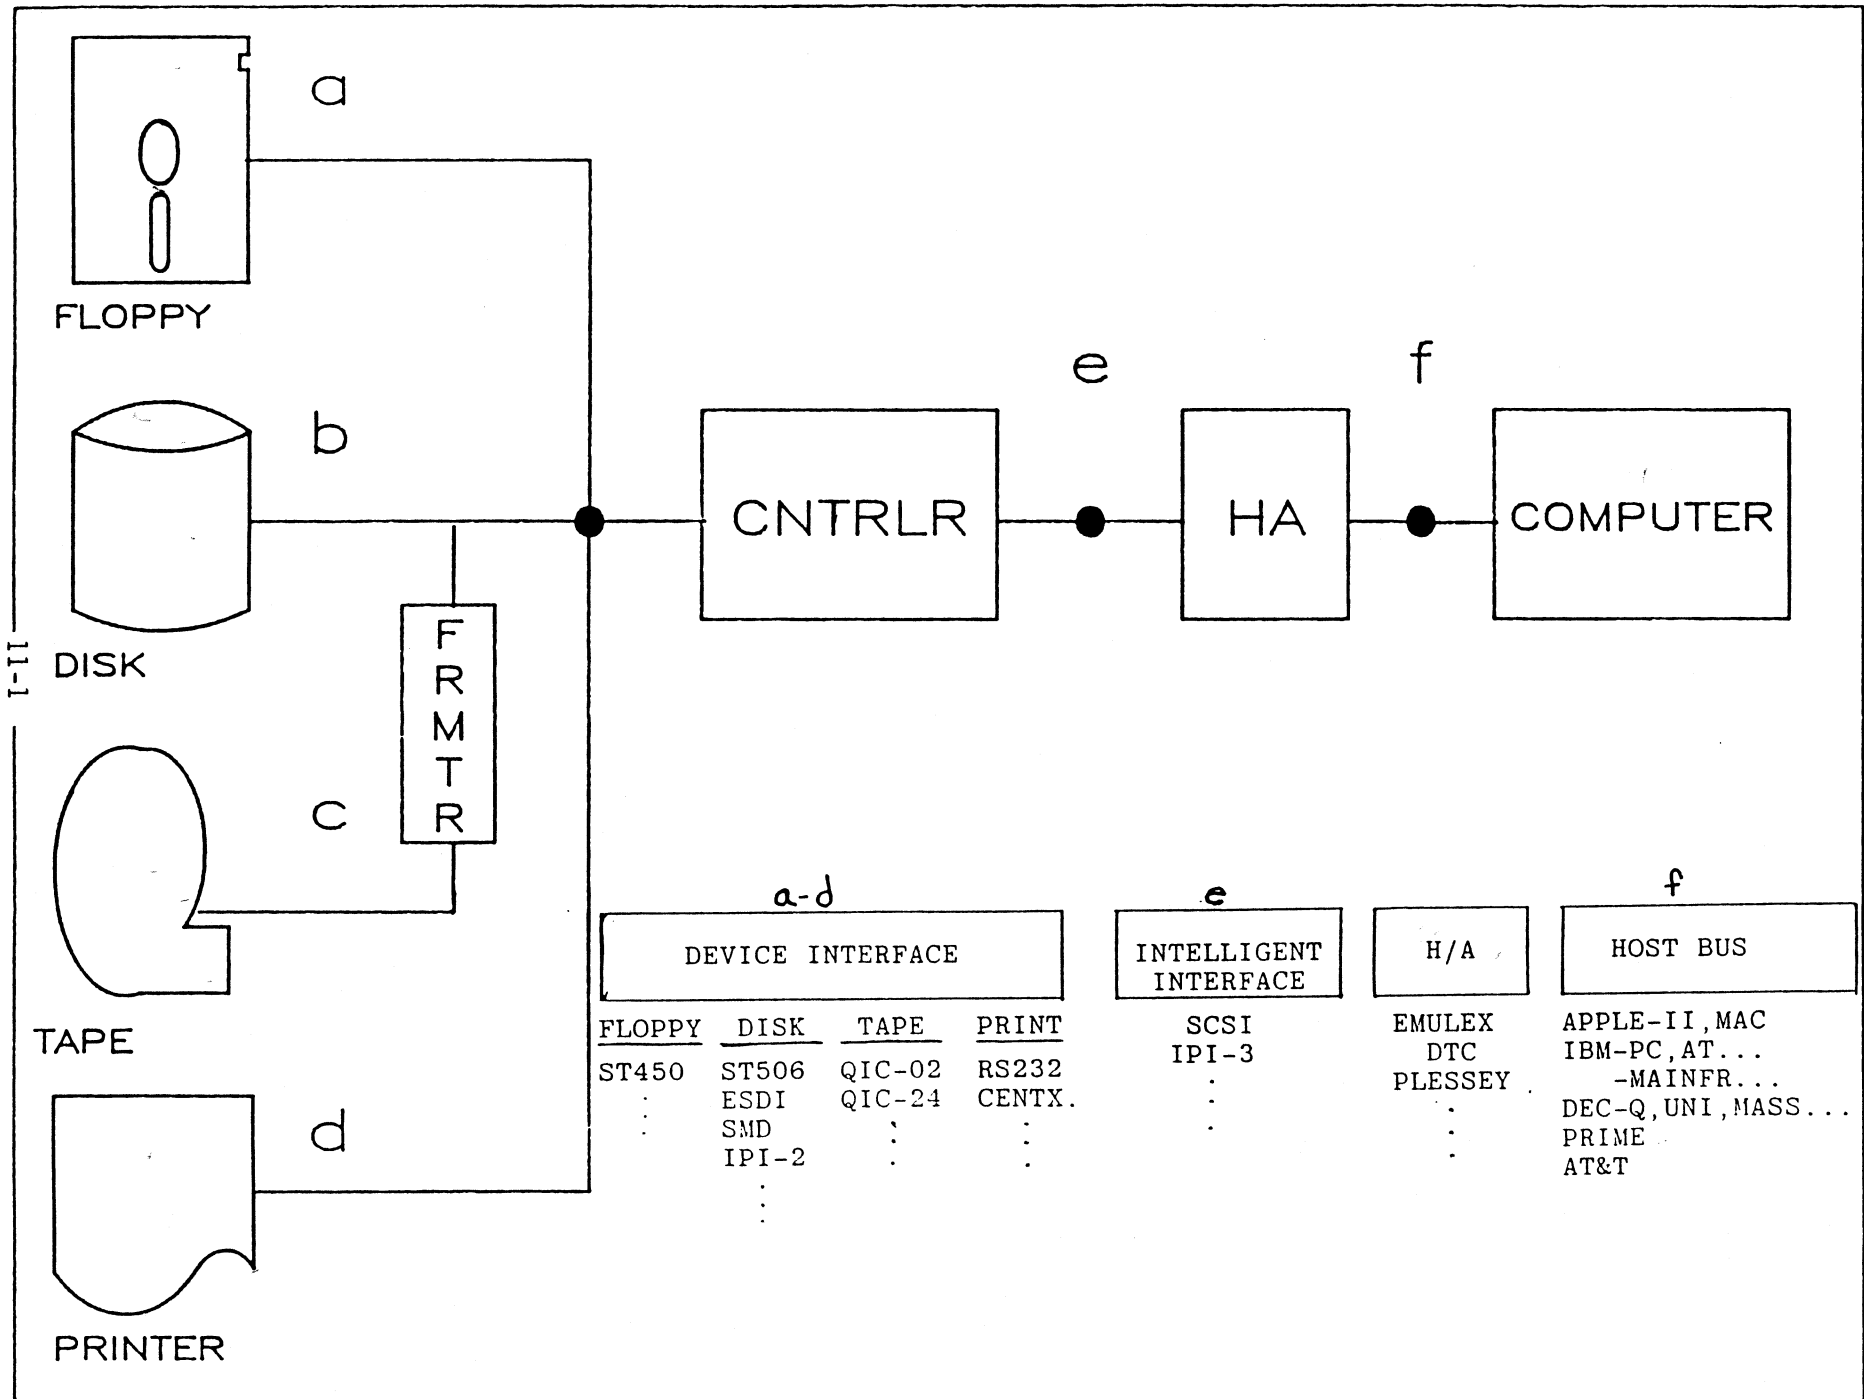 a
FLOPPY
b
DISK
c
TAPE
d
PRINTER
FRMTR
CNTRLR
e
HA
f
COMPUTER
II-1
a-d
DEVICE INTERFACE
FLOPPY DISK TAPE PRINT
ST450 ST506 QIC-02 RS232
ESDI QIC-24 CENTX.
SMD
IPI-2
e
INTELLIGENT
INTERFACE
SCSI
IPI-3
H/A
EMULEX
DTC
PLESSEY
f
HOST BUS
APPLE-II,MAC
IBM-PC,AT...
-MAINFR...
DEC-Q,UNI,MASS...
PRIME
AT&T